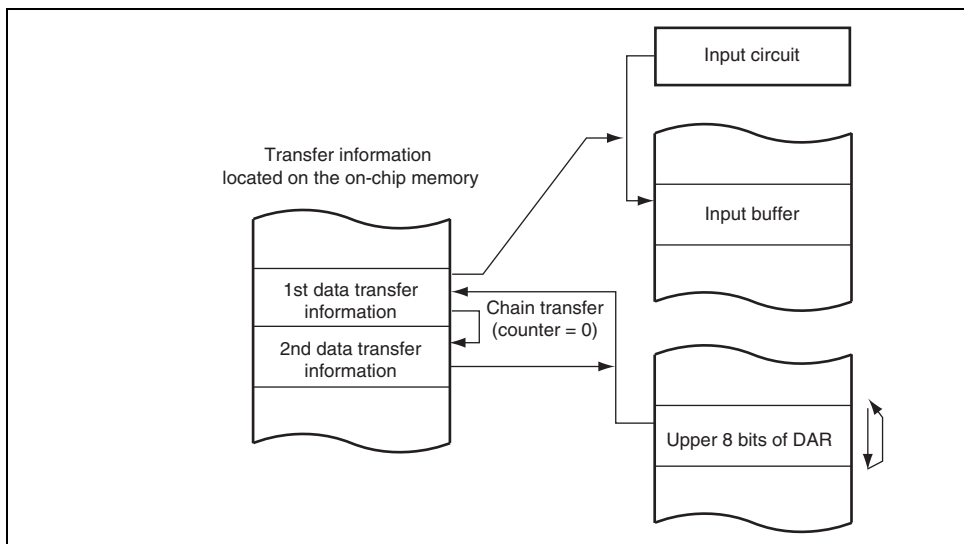 Input circuit
Transfer information
located on the on-chip memory
Input buffer
1st data transfer
information
Chain transfer
(counter = 0)
2nd data transfer
information
Upper 8 bits of DAR